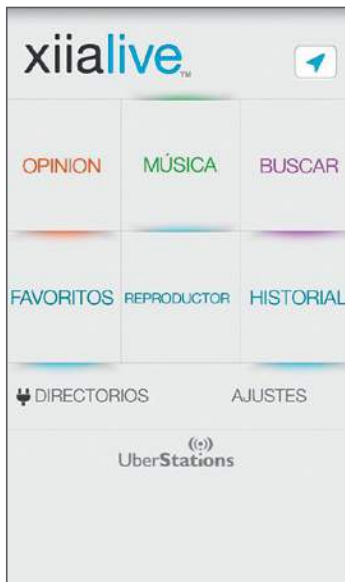 xiialive™
OPINION MÚSICA BUSCAR
FAVORITOS REPRODUCTOR HISTORIAL
DIRECTORIOS AJUSTES
UberStations